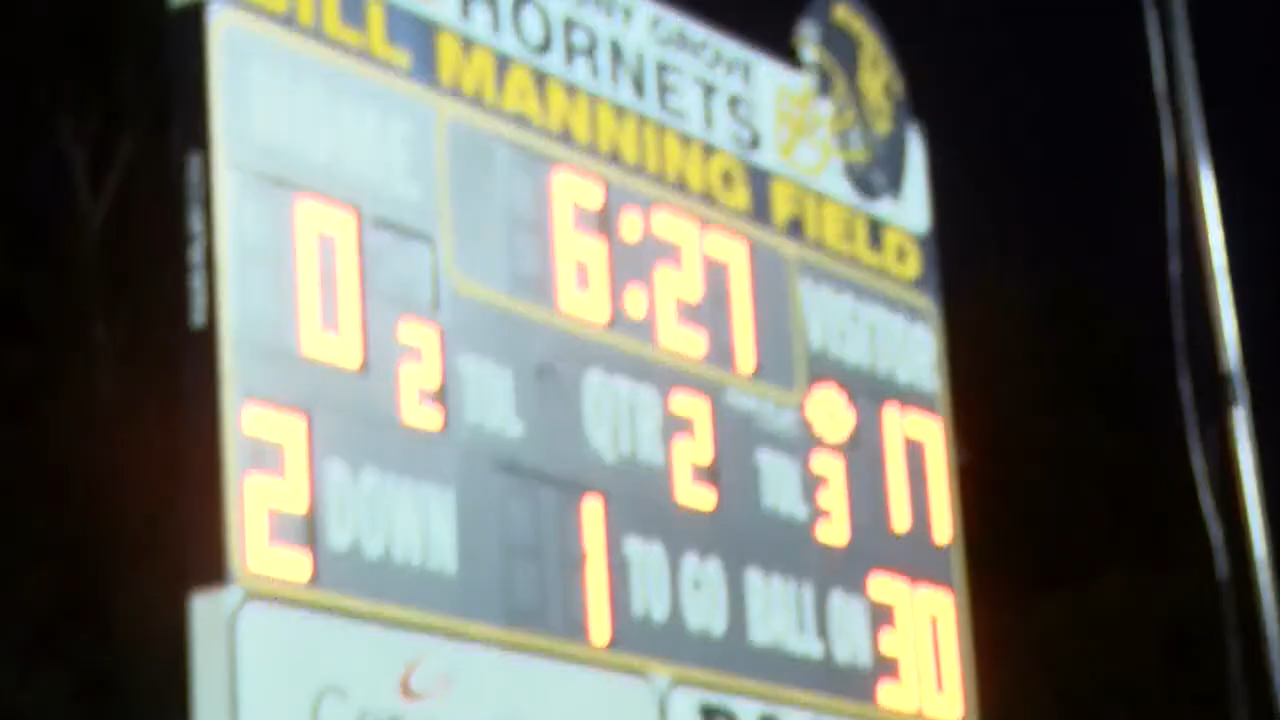 GROVE
HORNETS
BILL MANNING FIELD
6:27
0
VISITOR
2 TOL QTR 2 TOL 3 17
2 DOWN 1 TO GO BALL ON 30